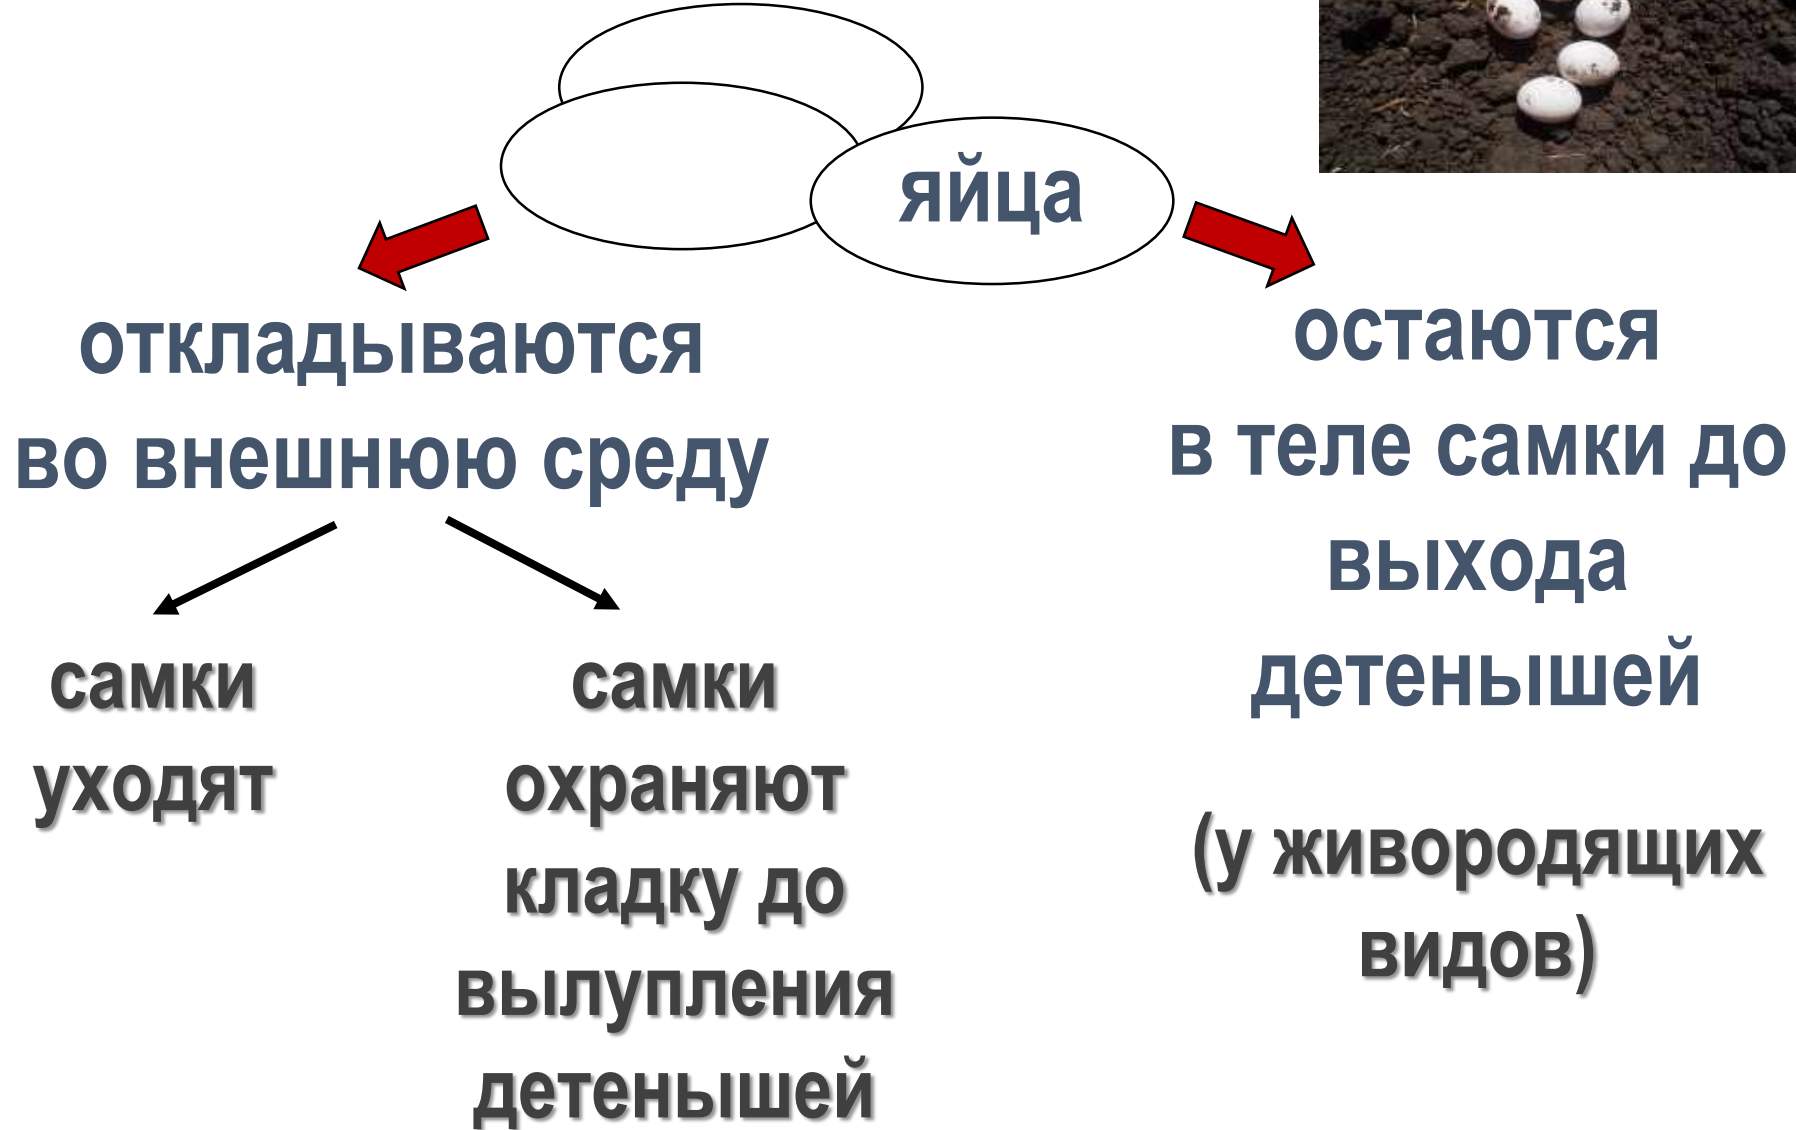 яйца
откладываются
во внешнюю среду
самки
уходят
самки
охраняют
кладку до
вылупления
детенышей
остаются
в теле самки до
выхода
детенышей
(у живородящих
видов)